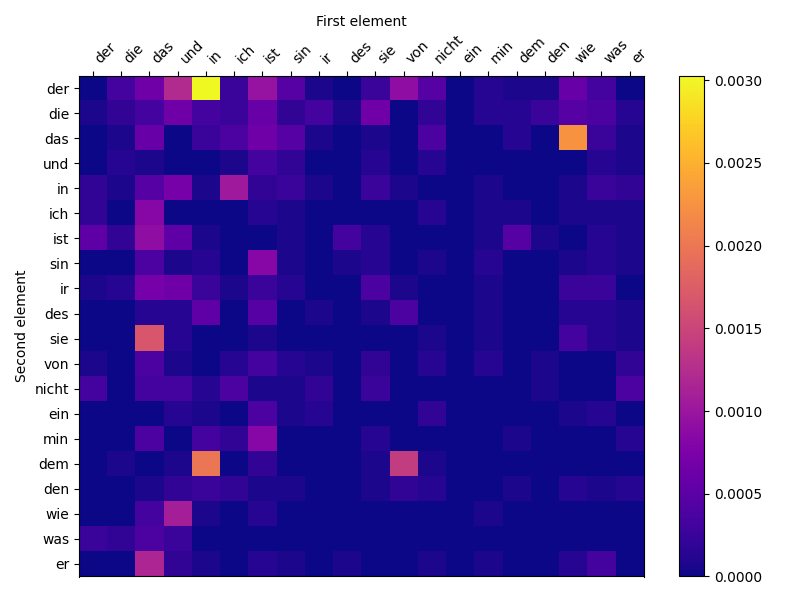 First element
der die das und in ich ist sin ir des sie von nicht ein min dem den wie was er
Second element
der
die
das
und
in
ich
ist
sin
ir
des
sie
von
nicht
ein
min
dem
den
wie
was
er
0.0030
0.0025
0.0020
0.0015
0.0010
0.0005
0.0000